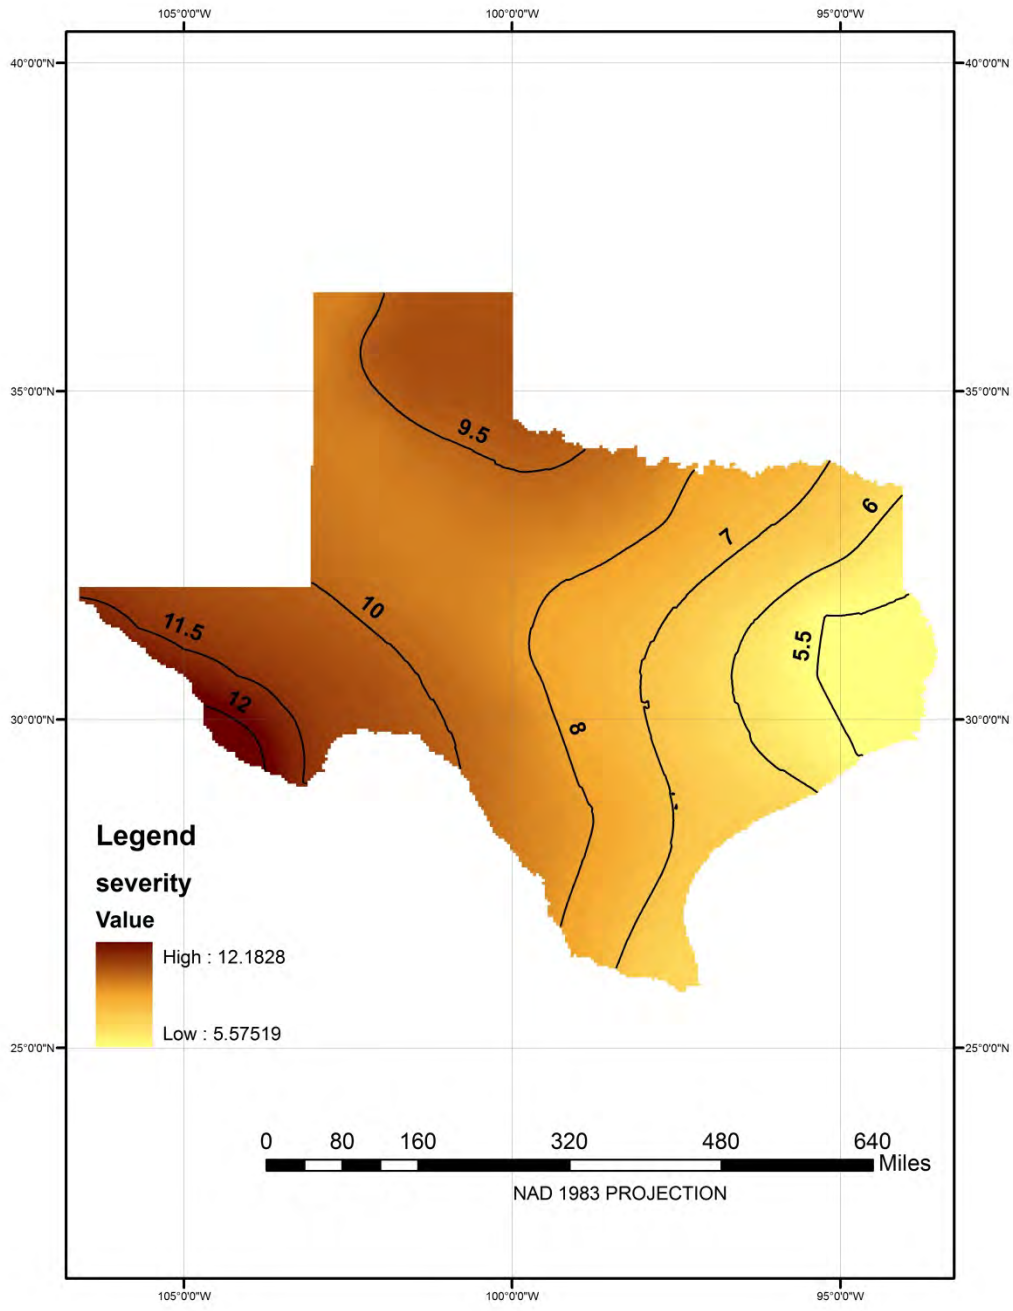 105°0'0"W 100°0'0"W 95°0'0"W
40°0'0"N 40°0'0"N
35°0'0"N 35°0'0"N
9.5
6
7
10
11.5
5.5
12
30°0'0"N 30°0'0"N
8
Legend
severity
Value
High : 12.1828
Low : 5.57519
25°0'0"N 25°0'0"N
0 80 160 320 480 640
Miles
NAD 1983 PROJECTION
105°0'0"W 100°0'0"W 95°0'0"W